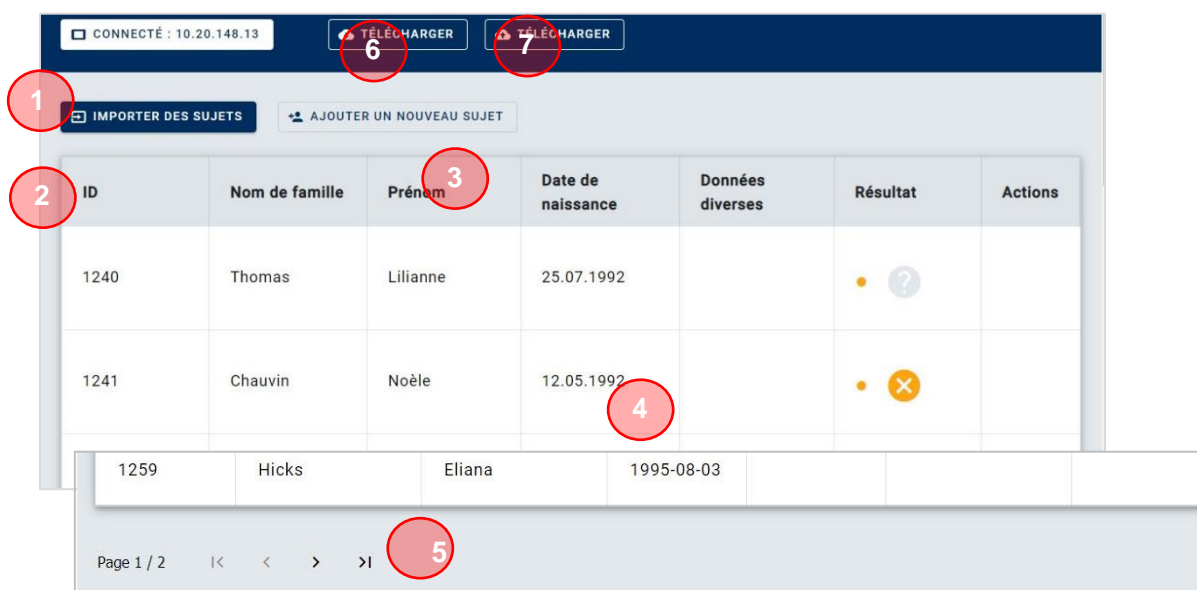 CONNECTÉ : 10.20.148.13 TÉLÉCHARGER TÉLÉCHARGER
6 7
1
IMPORTER DES SUJETS AJOUTER UN NOUVEAU SUJET
2 3
ID Nom de famille Prénom Date de naissance Données diverses Résultat Actions
1240 Thomas Lilianne 25.07.1992 ?
1241 Chauvin Noèle 12.05.1992
4
1259 Hicks Eliana 1995-08-03
Page 1 / 2 5